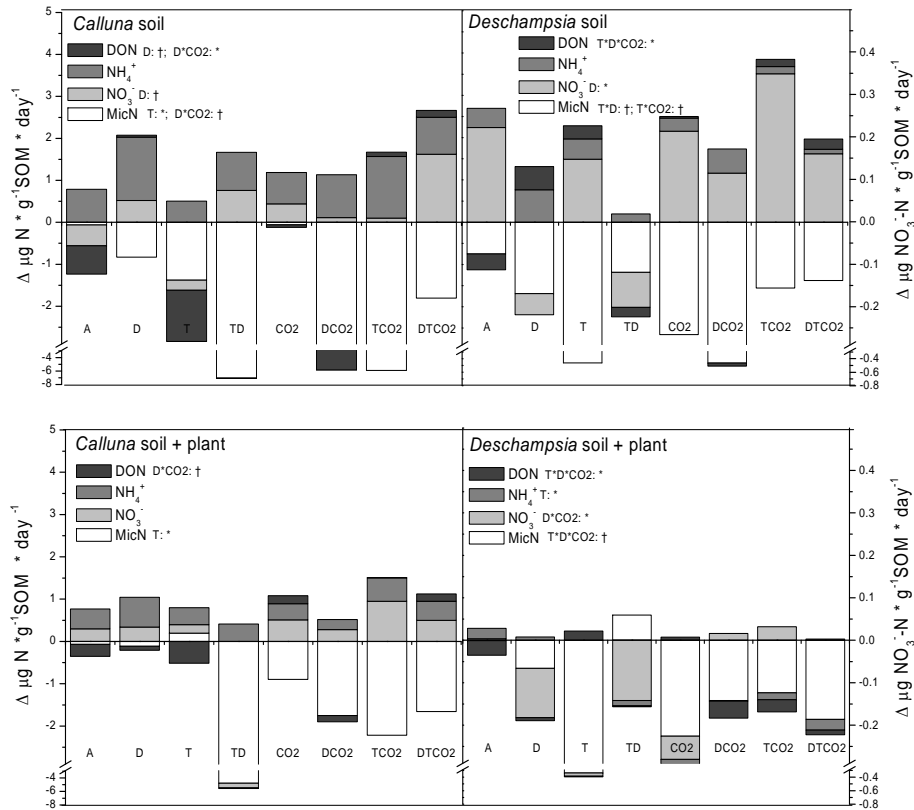 Calluna soil
DON D: †; D*CO2: *
NH4+
NO3- D: †
MicN T: *; D*CO2: †
Δ µg N * g-1SOM * day-1
5
4
3
2
1
0
-1
-2
-4
-6
-8
A D T TD CO2 DCO2 TCO2 DTCO2
Deschampsia soil
DON T*D*CO2: *
NH4+
NO3- D: *
MicN T*D: †; T*CO2: †
A D T TD CO2 DCO2 TCO2 DTCO2
0.4
0.3
0.2
0.1
0.0
-0.1
-0.2
-0.4
-0.6
-0.8
Δ µg NO3--N * g-1SOM * day-1
Calluna soil + plant
DON D*CO2: †
NH4+
NO3-
MicN T: *
Δ µg N *g-1SOM * day-1
5
4
3
2
1
0
-1
-2
-4
-6
-8
A D T TD CO2 DCO2 TCO2 DTCO2
Deschampsia soil + plant
DON T*D*CO2: *
NH4+ T: *
NO3- D*CO2: *
MicN T*D*CO2: †
A D T TD CO2 DCO2 TCO2 DTCO2
0.4
0.3
0.2
0.1
0.0
-0.1
-0.2
-0.4
-0.6
-0.8
Δ µg NO3--N * g-1SOM * day-1